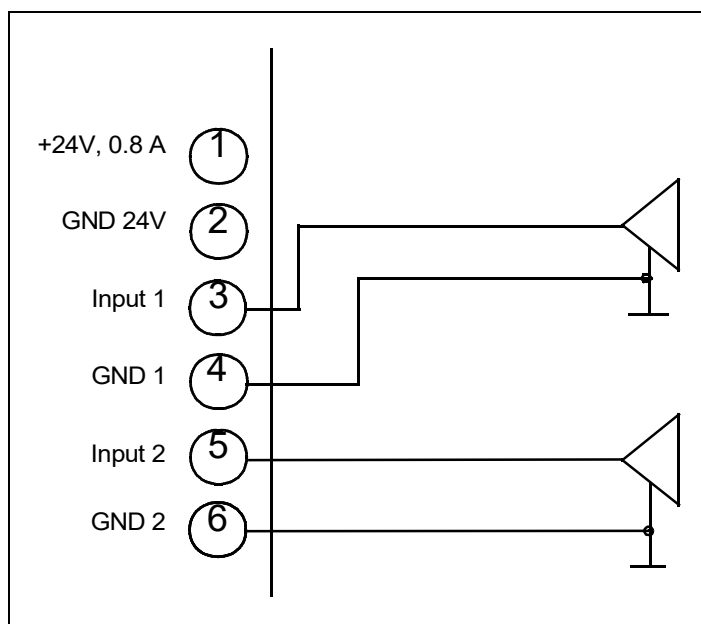 +24V, 0.8 A 1
GND 24V 2
Input 1 3
GND 1 4
Input 2 5
GND 2 6